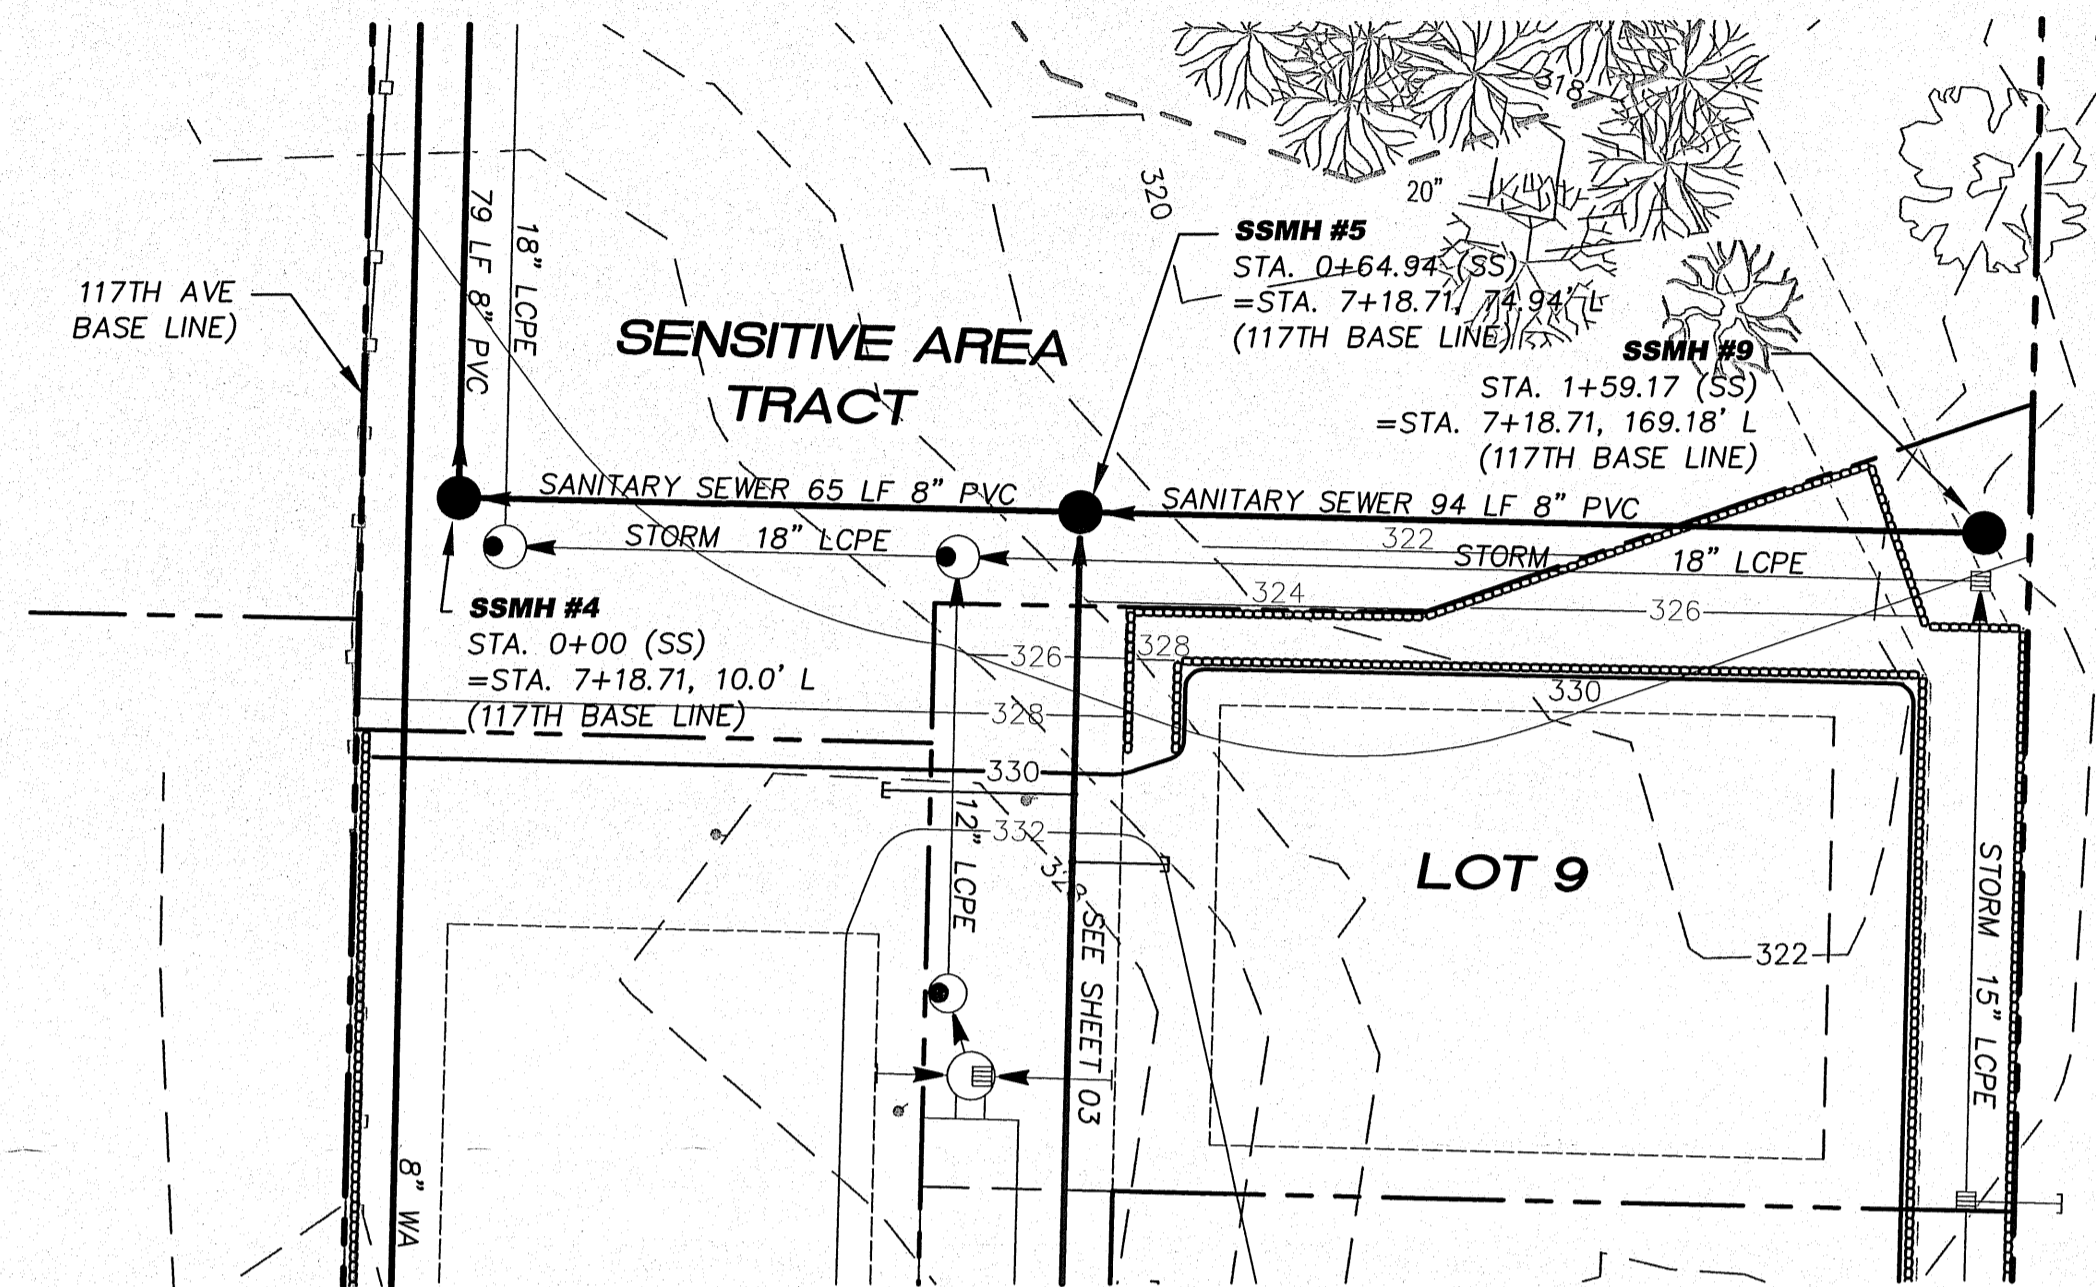 318
20"
320
SSMH #5
STA. 0+64.94 (SS)
=STA. 7+18.71, 74.94' L
(117TH BASE LINE)
117TH AVE
BASE LINE)
79 LF 8" PVC
18" LCPE
SENSITIVE AREA
TRACT
SSMH #9
STA. 1+59.17 (SS)
=STA. 7+18.71, 169.18' L
(117TH BASE LINE)
SANITARY SEWER 65 LF 8" PVC
SANITARY SEWER 94 LF 8" PVC
STORM 18" LCPE
322
STORM 18" LCPE
SSMH #4
STA. 0+00 (SS)
=STA. 7+18.71, 10.0' L
(117TH BASE LINE)
324
326
326
328
328
330
330
332
12" LCPE
SEE SHEET 03
LOT 9
322
STORM 15" LCPE
8" WA